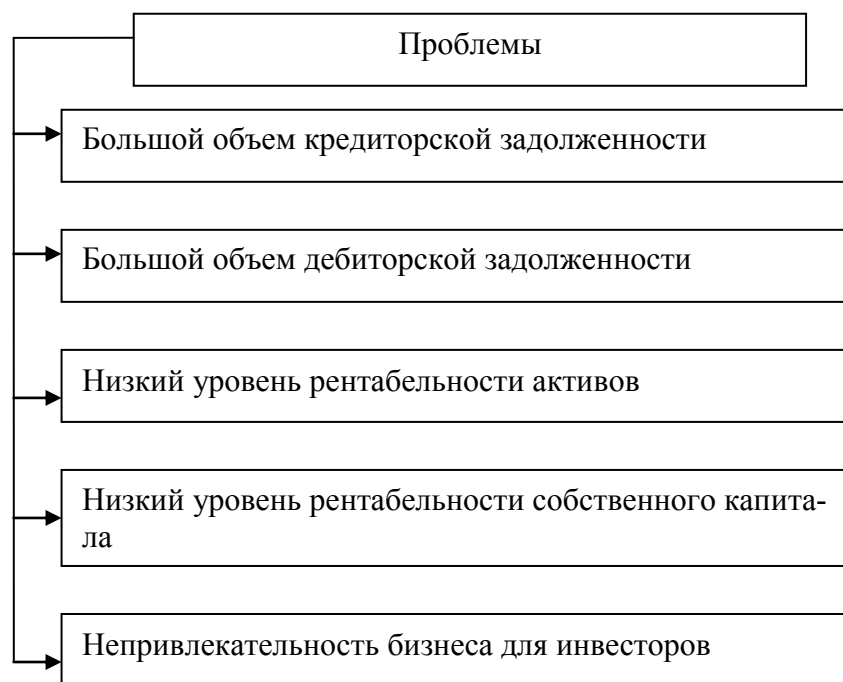 Проблемы
Большой объем кредиторской задолженности
Большой объем дебиторской задолженности
Низкий уровень рентабельности активов
Низкий уровень рентабельности собственного капита-
ла
Непривлекательность бизнеса для инвесторов